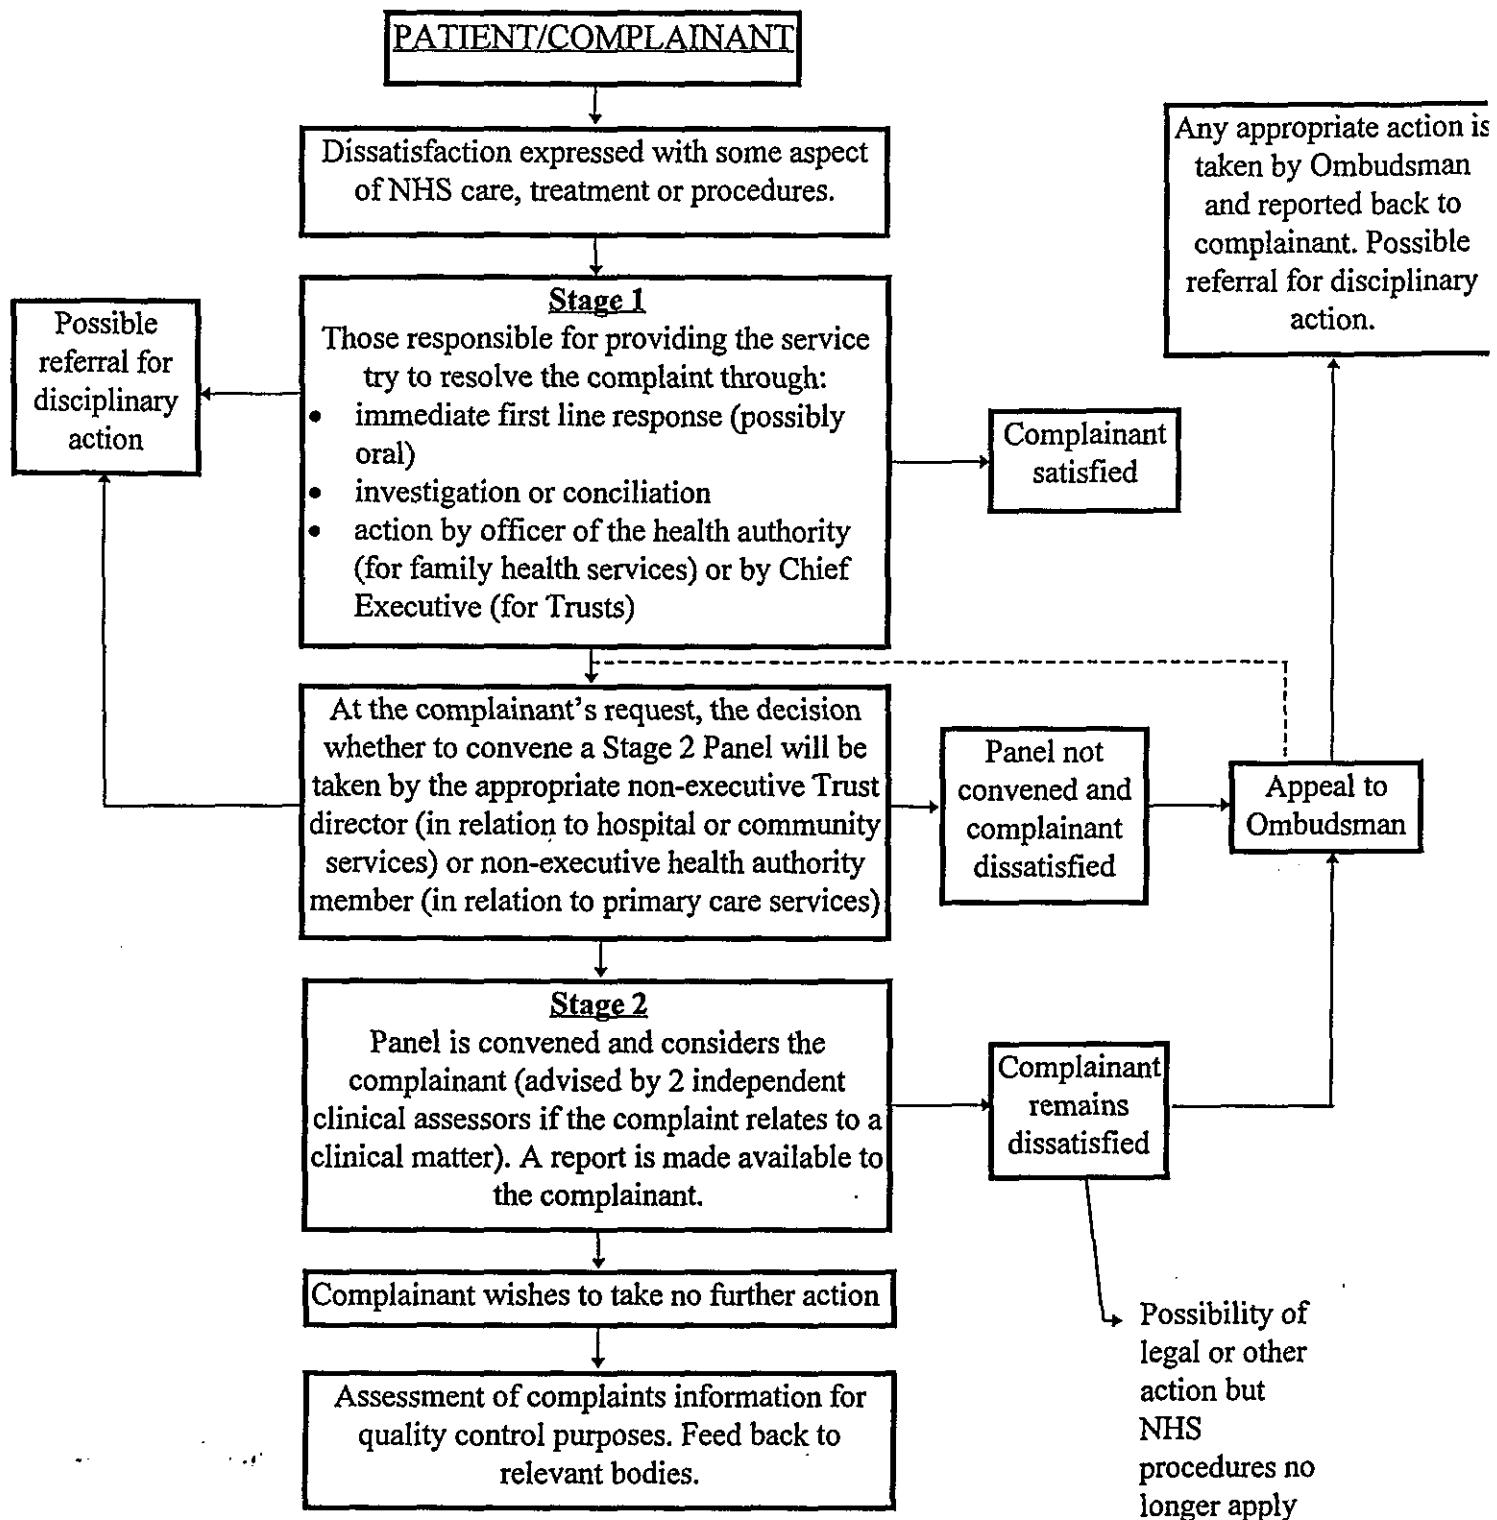 PATIENT/COMPLAINANT
Dissatisfaction expressed with some aspect
of NHS care, treatment or procedures.
Any appropriate action is
taken by Ombudsman
and reported back to
complainant. Possible
referral for disciplinary
action.
Possible
referral for
disciplinary
action
Stage 1
Those responsible for providing the service
try to resolve the complaint through:
• immediate first line response (possibly
oral)
• investigation or conciliation
• action by officer of the health authority
(for family health services) or by Chief
Executive (for Trusts)
Complainant
satisfied
At the complainant's request, the decision
whether to convene a Stage 2 Panel will be
taken by the appropriate non-executive Trust
director (in relation to hospital or community
services) or non-executive health authority
member (in relation to primary care services)
Panel not
convened and
complainant
dissatisfied
Appeal to
Ombudsman
Stage 2
Panel is convened and considers the
complainant (advised by 2 independent
clinical assessors if the complaint relates to a
clinical matter). A report is made available to
the complainant.
Complainant
remains
dissatisfied
Complainant wishes to take no further action
Assessment of complaints information for
quality control purposes. Feed back to
relevant bodies.
Possibility of
legal or other
action but
NHS
procedures no
longer apply